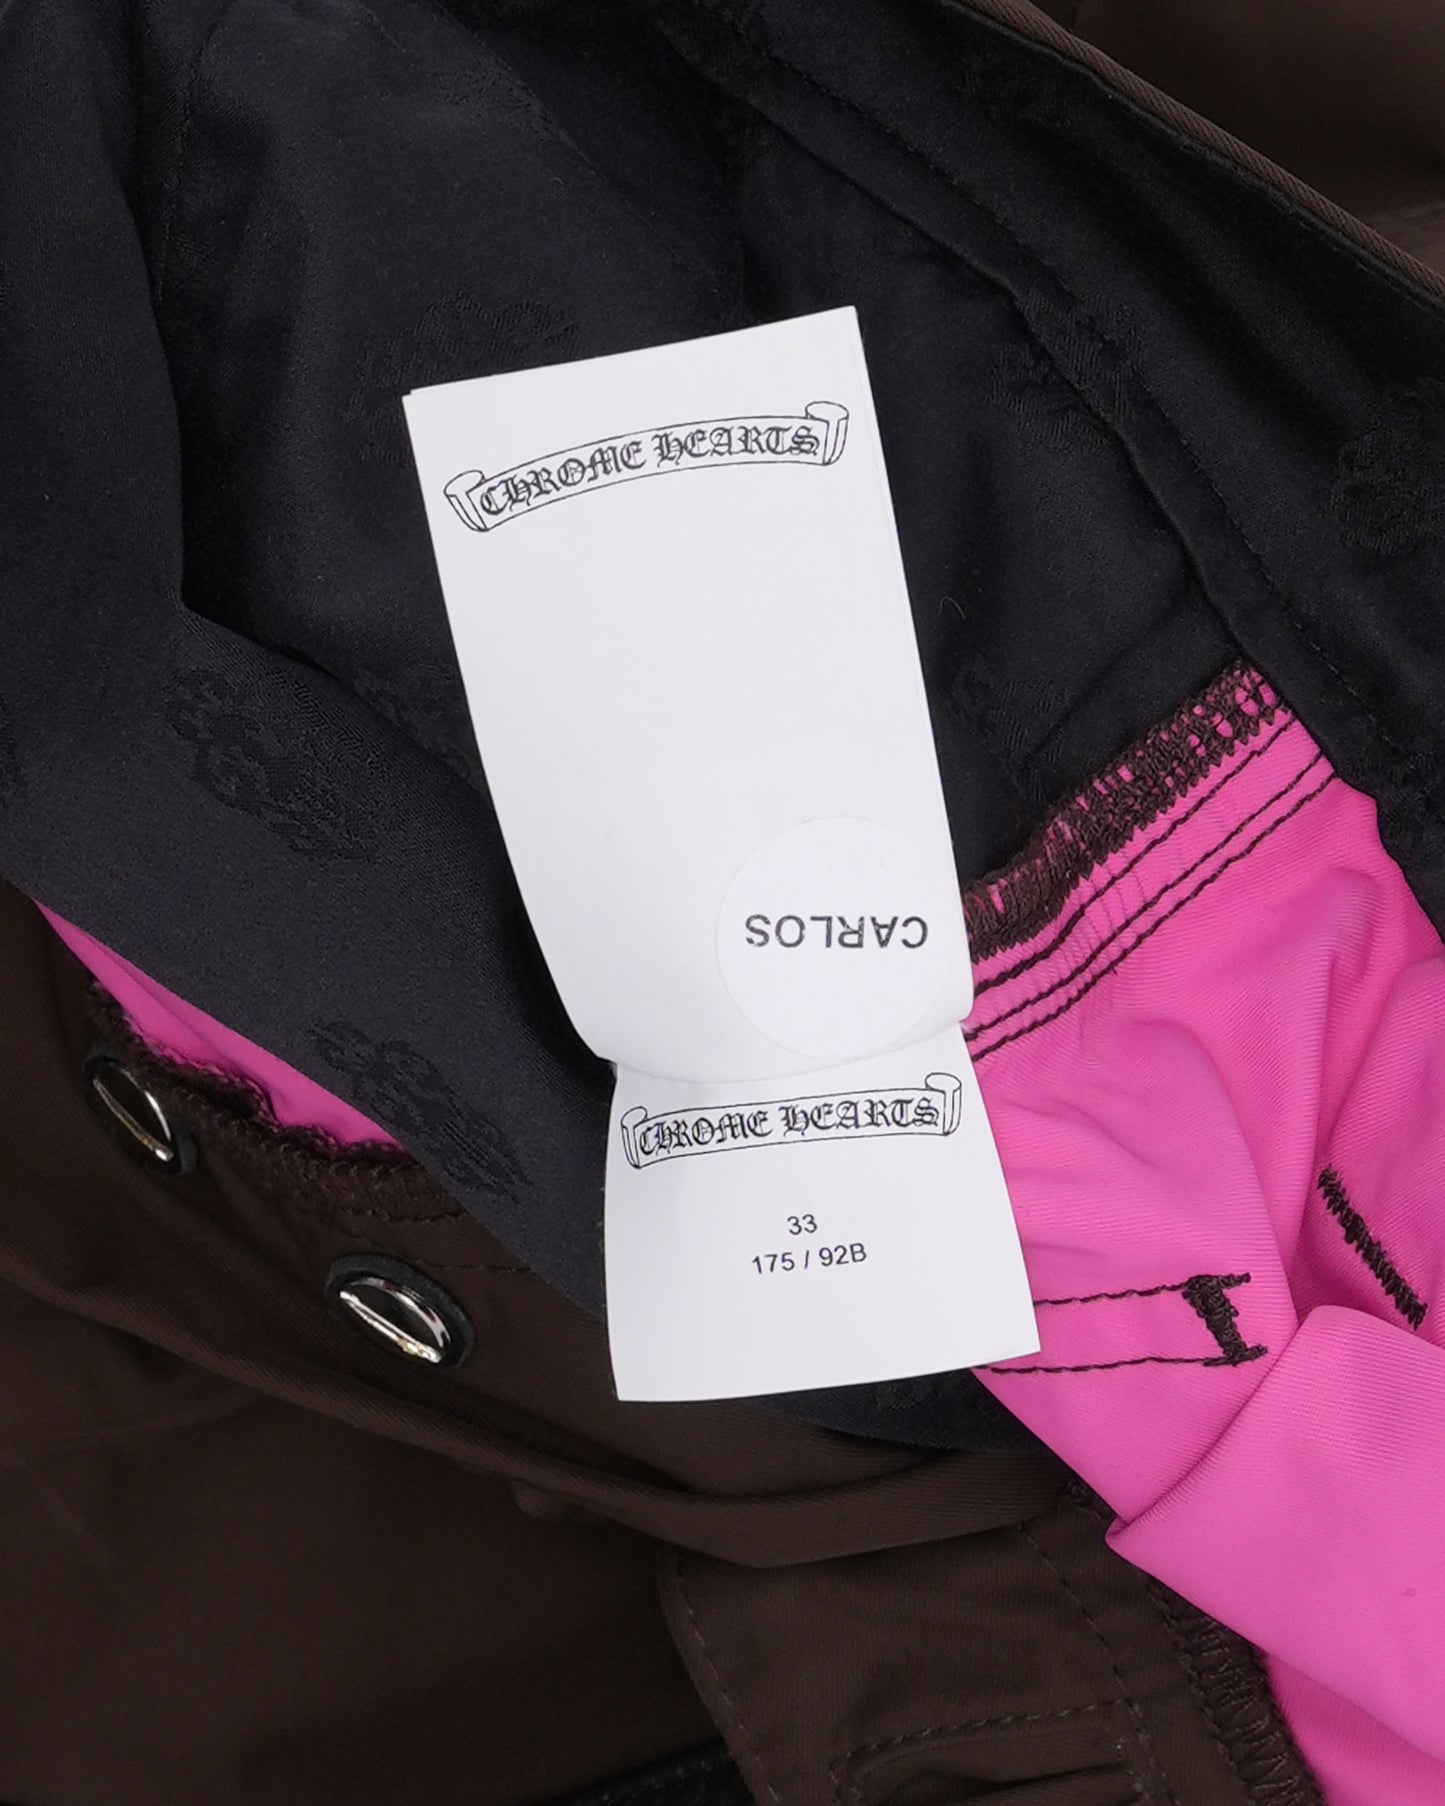 CHROME HEARTS
CARLOS
CHROME HEARTS
33
175 / 92B